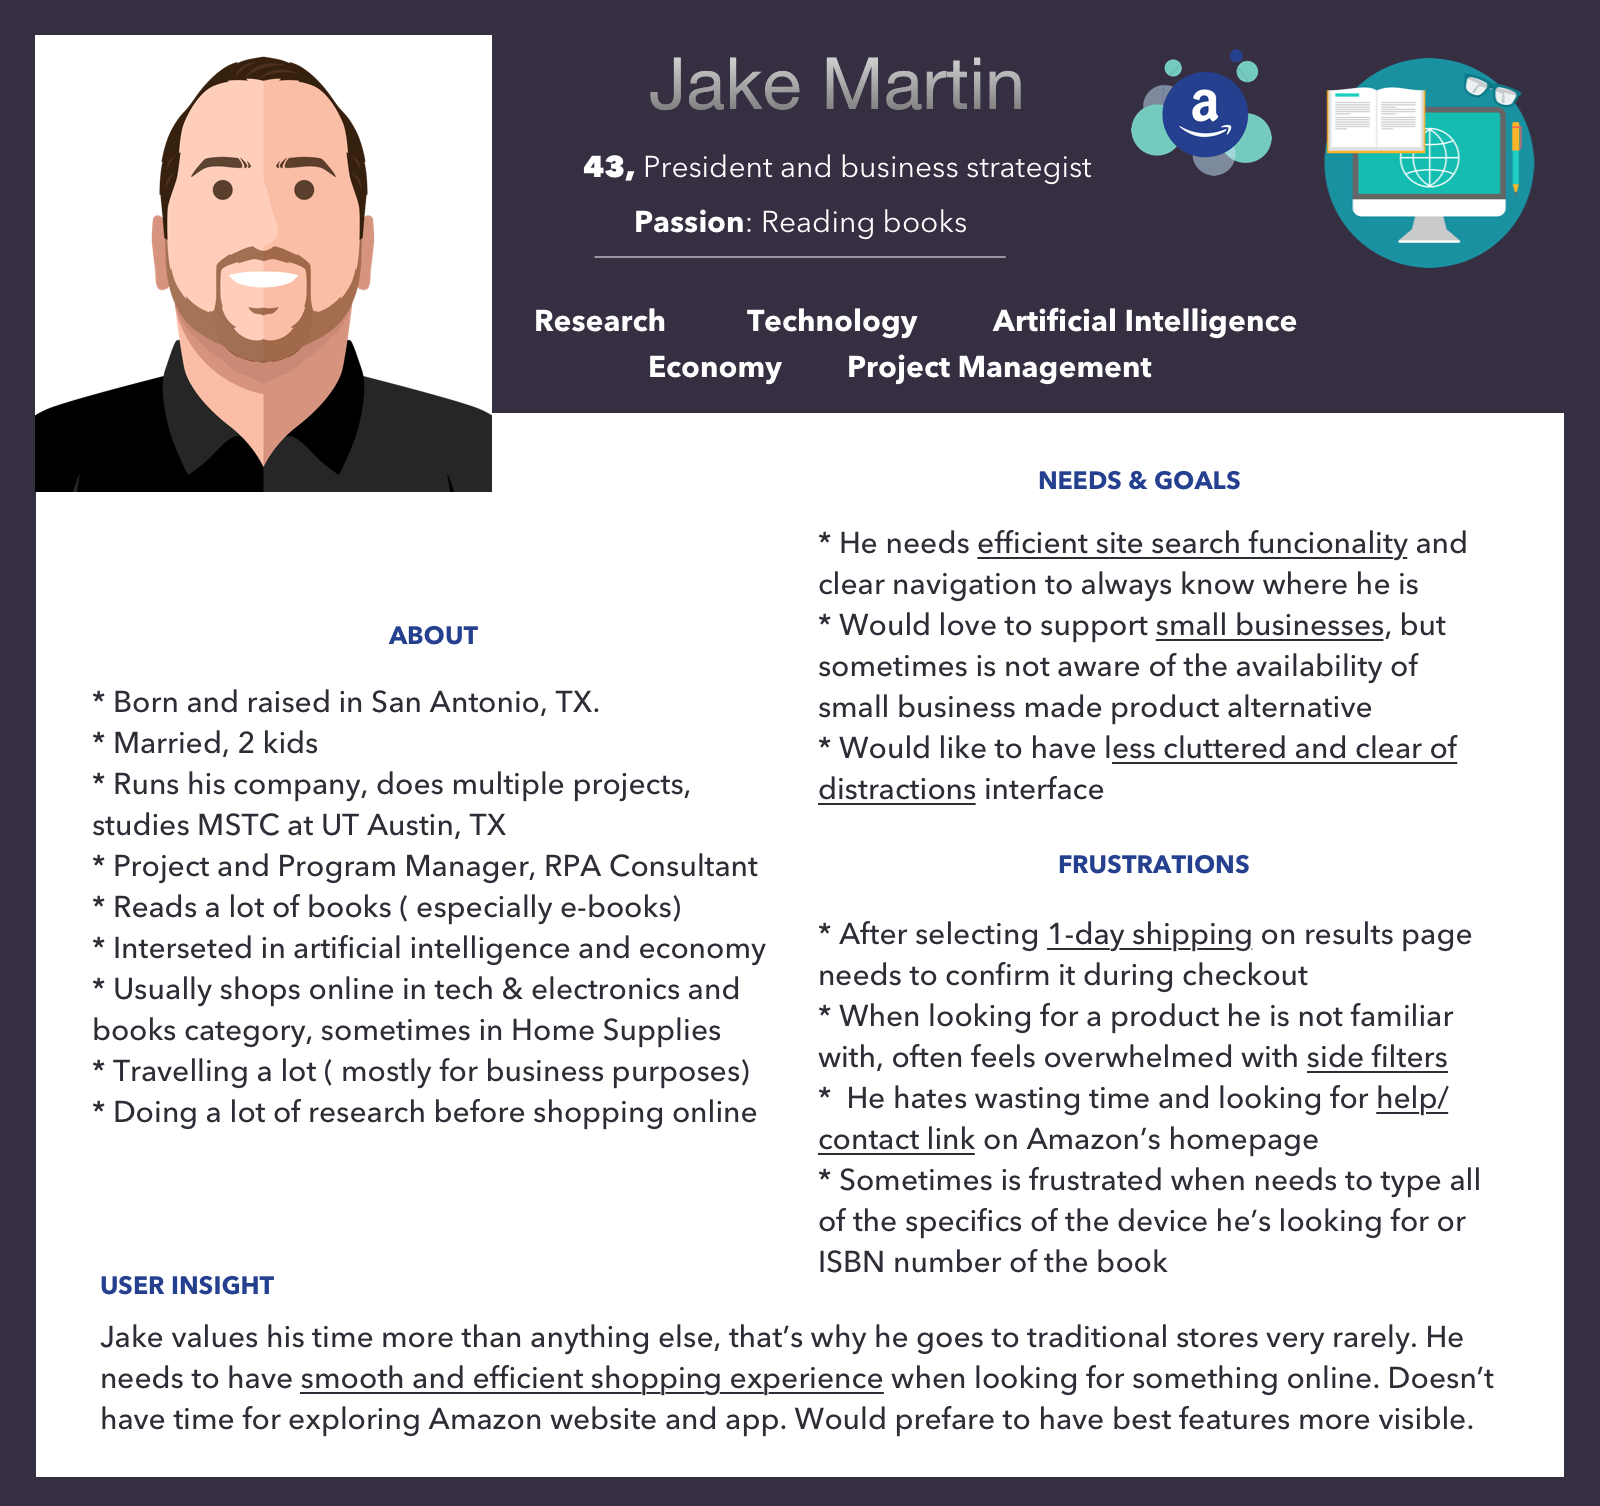 Jake Martin
43, President and business strategist
Passion: Reading books
a
Research Technology Artificial Intelligence
Economy Project Management
ABOUT
* Born and raised in San Antonio, TX.
* Married, 2 kids
* Runs his company, does multiple projects,
studies MSTC at UT Austin, TX
* Project and Program Manager, RPA Consultant
* Reads a lot of books ( especially e-books)
* Interseted in artificial intelligence and economy
* Usually shops online in tech & electronics and
books category, sometimes in Home Supplies
* Travelling a lot ( mostly for business purposes)
* Doing a lot of research before shopping online
NEEDS & GOALS
* He needs efficient site search funcionality and
clear navigation to always know where he is
* Would love to support small businesses, but
sometimes is not aware of the availability of
small business made product alternative
* Would like to have less cluttered and clear of
distractions interface
FRUSTRATIONS
* After selecting 1-day shipping on results page
needs to confirm it during checkout
* When looking for a product he is not familiar
with, often feels overwhelmed with side filters
*  He hates wasting time and looking for help/
contact link on Amazon’s homepage
* Sometimes is frustrated when needs to type all
of the specifics of the device he’s looking for or
ISBN number of the book
USER INSIGHT
Jake values his time more than anything else, that’s why he goes to traditional stores very rarely. He
needs to have smooth and efficient shopping experience when looking for something online. Doesn’t
have time for exploring Amazon website and app. Would prefare to have best features more visible.